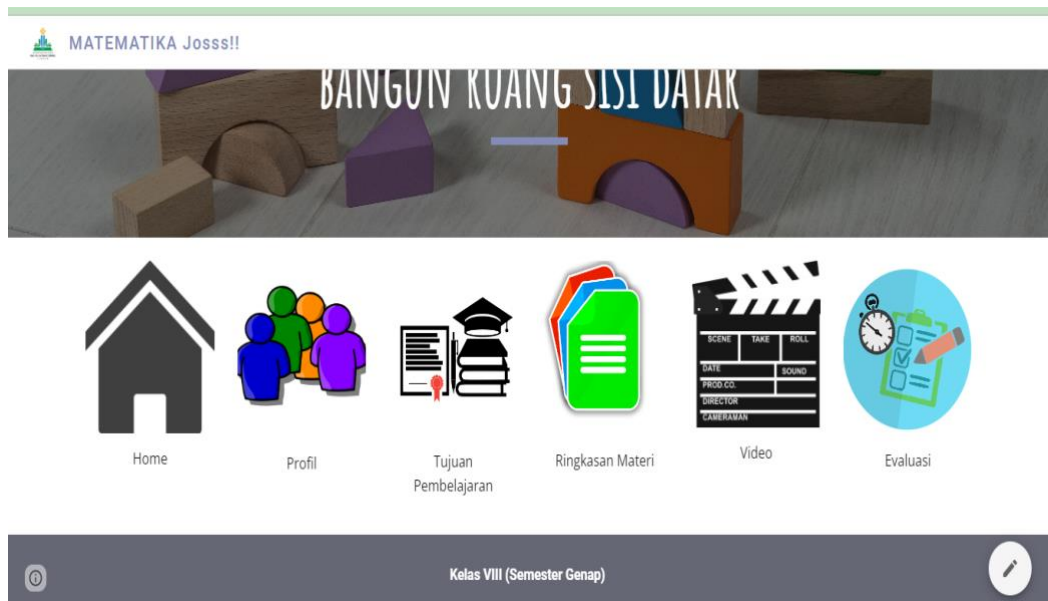 MATEMATIKA Josss!!
BANGUN RUANG SISI DATAR
SCENE TAKE ROLL
DATE SOUND
PROD.CO.
DIRECTOR
CAMERAMAN
Home
Profil
Tujuan
Pembelajaran
Ringkasan Materi
Video
Evaluasi
Kelas VIII (Semester Genap)